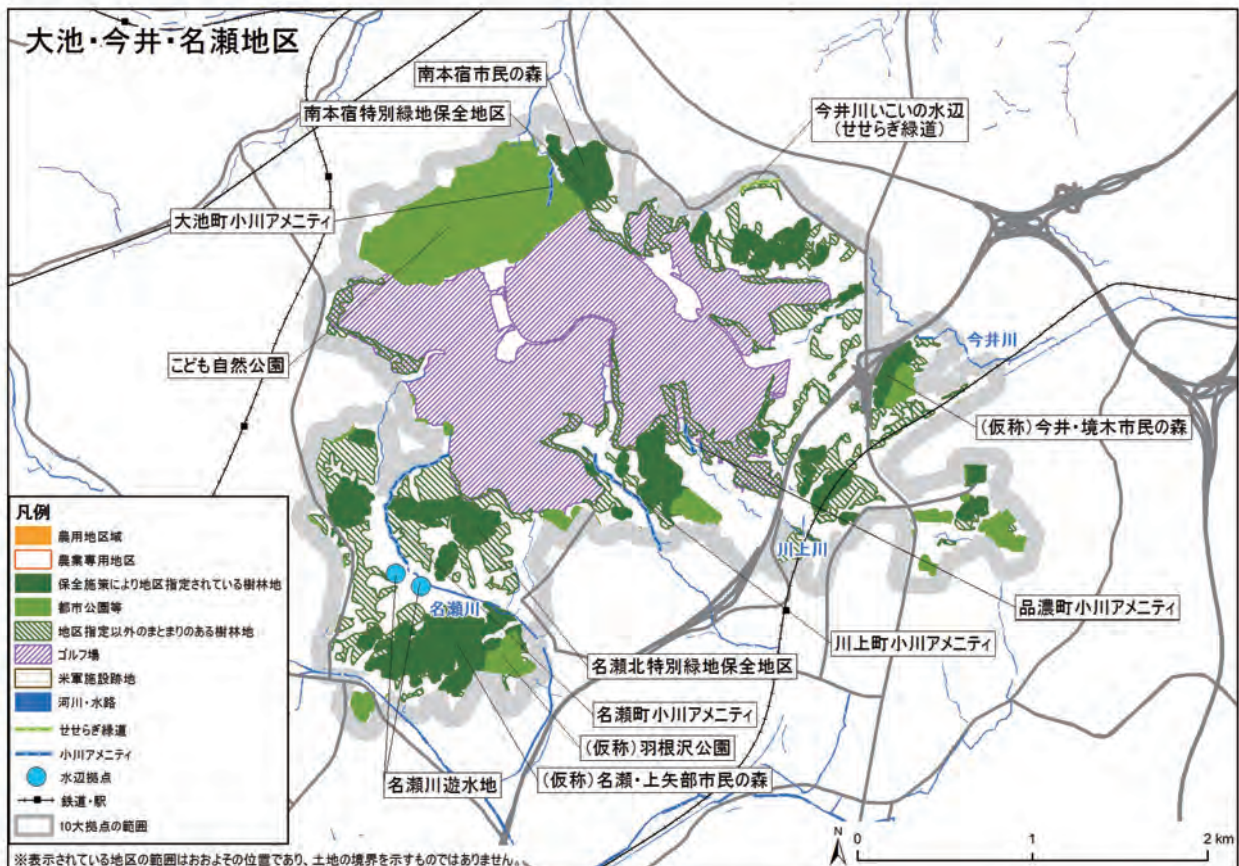 大池・今井・名瀬地区
南本宿市民の森
南本宿特別緑地保全地区
今井川いこいの水辺
(せせらぎ緑道)
大池町小川アメニティ
こども自然公園
今井川
(仮称)今井・境木市民の森
川上川
品濃町小川アメニティ
川上町小川アメニティ
名瀬川
名瀬北特別緑地保全地区
名瀬町小川アメニティ
(仮称)羽根沢公園
(仮称)名瀬・上矢部市民の森
名瀬川遊水地
凡例
農用地区域
農業専用地区
保全施策により地区指定されている樹林地
都市公園等
地区指定以外のまとまりのある樹林地
ゴルフ場
米軍施設跡地
河川・水路
せせらぎ緑道
小川アメニティ
水辺拠点
鉄道・駅
10大拠点の範囲
N
0 1 2 km
※表示されている地区の範囲はおおよその位置であり、土地の境界を示すものではありません。